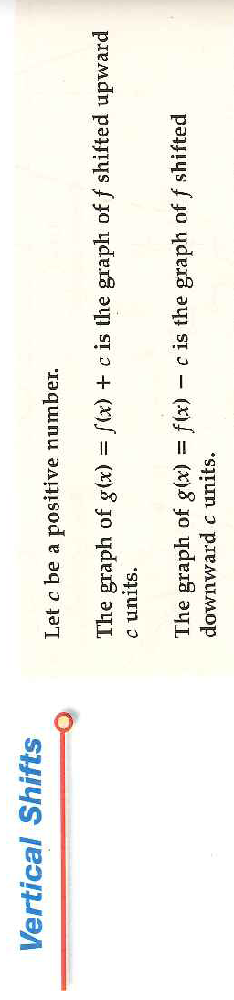 Vertical Shifts
Let c be a positive number.
The graph of g(x) = f(x) + c is the graph of f shifted upward
c units.
The graph of g(x) = f(x) − c is the graph of f shifted
downward c units.